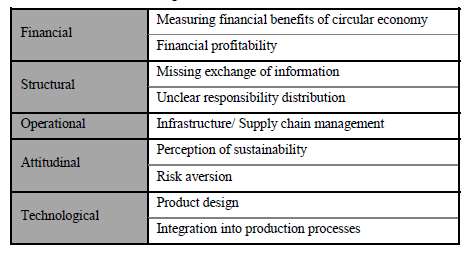 Financial
Measuring financial benefits of circular economy
Financial profitability
Structural
Missing exchange of information
Unclear responsibility distribution
Operational
Infrastructure/ Supply chain management
Attitudinal
Perception of sustainability
Risk aversion
Technological
Product design
Integration into production processes